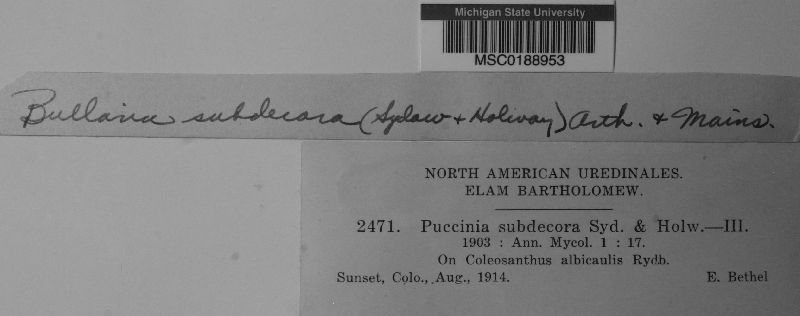 Michigan State University
MSC0188953
Bullaria subdecora (Sydow + Holway) Arth. + Mains.
NORTH AMERICAN UREDINALES.
ELAM BARTHOLOMEW.
2471. Puccinia subdecora Syd. & Holw.—III.
1903 : Ann. Mycol. 1 : 17.
On Coleosanthus albicaulis Rydb.
Sunset, Colo., Aug., 1914. E. Bethel